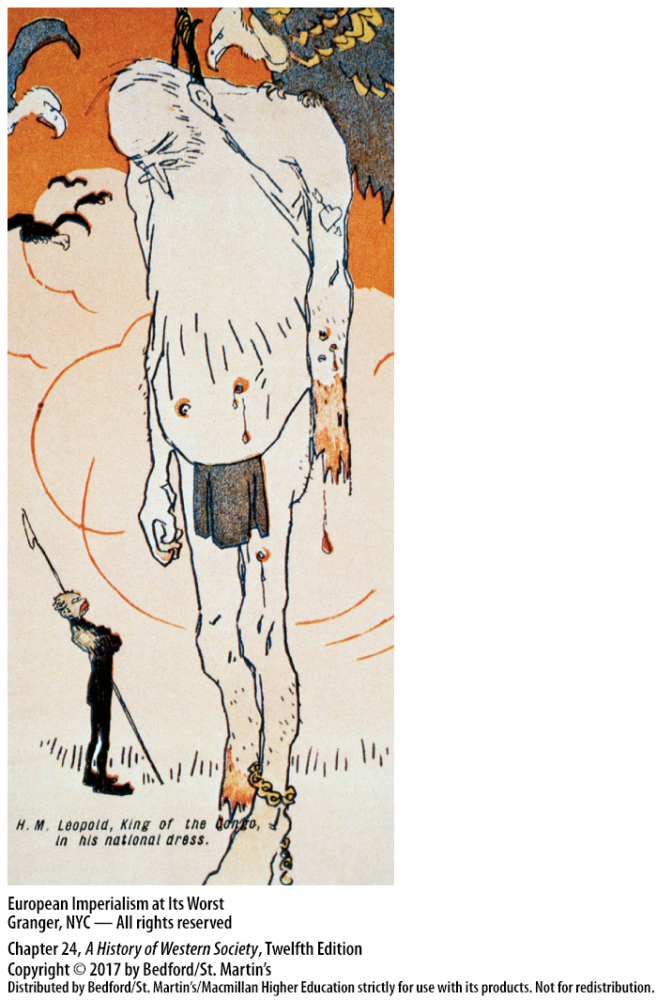 H. M. Leopold, King of the Congo,
in his national dress.
European Imperialism at Its Worst
Granger, NYC — All rights reserved
Chapter 24, A History of Western Society, Twelfth Edition
Copyright © 2017 by Bedford/St. Martin's
Distributed by Bedford/St. Martin's/Macmillan Higher Education strictly for use with its products. Not for redistribution.